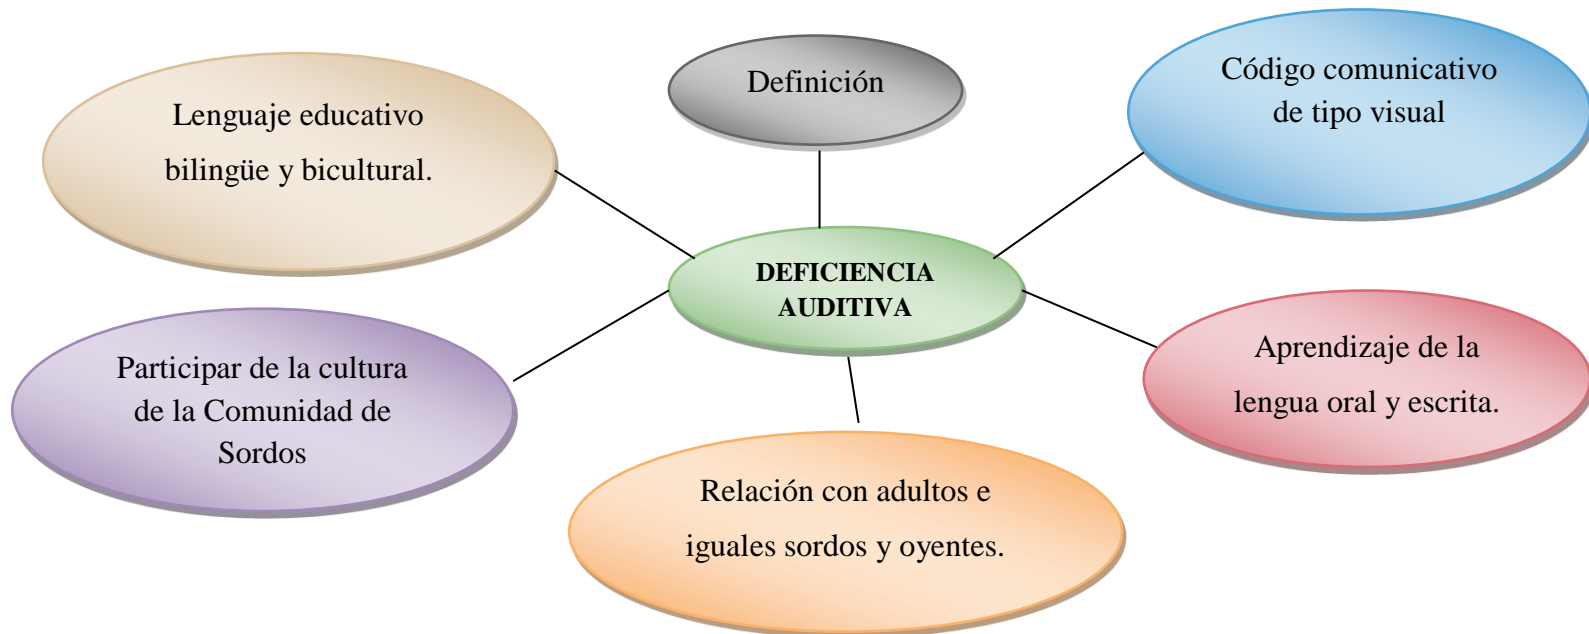 Definición
Código comunicativo
de tipo visual
Lenguaje educativo
bilingüe y bicultural.
DEFICIENCIA
AUDITIVA
Aprendizaje de la
lengua oral y escrita.
Participar de la cultura
de la Comunidad de
Sordos
Relación con adultos e
iguales sordos y oyentes.